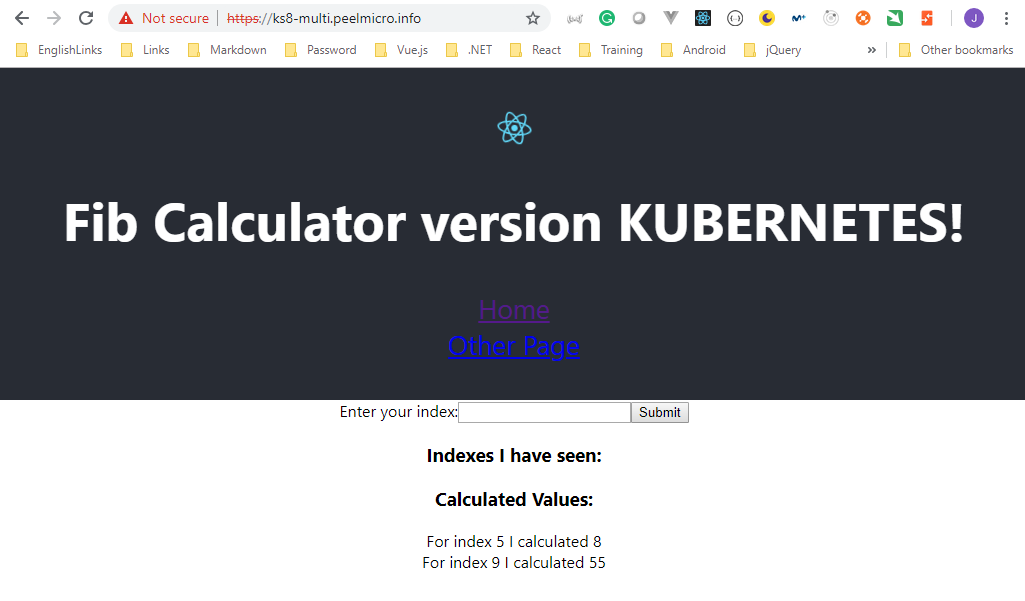 Not secure | https://ks8-multi.peelmicro.info J
EnglishLinks Links Markdown Password Vue.js .NET React Training Android jQuery » Other bookmarks
Fib Calculator version KUBERNETES!
Home
Other Page
Enter your index: Submit
Indexes I have seen:
Calculated Values:
For index 5 I calculated 8
For index 9 I calculated 55